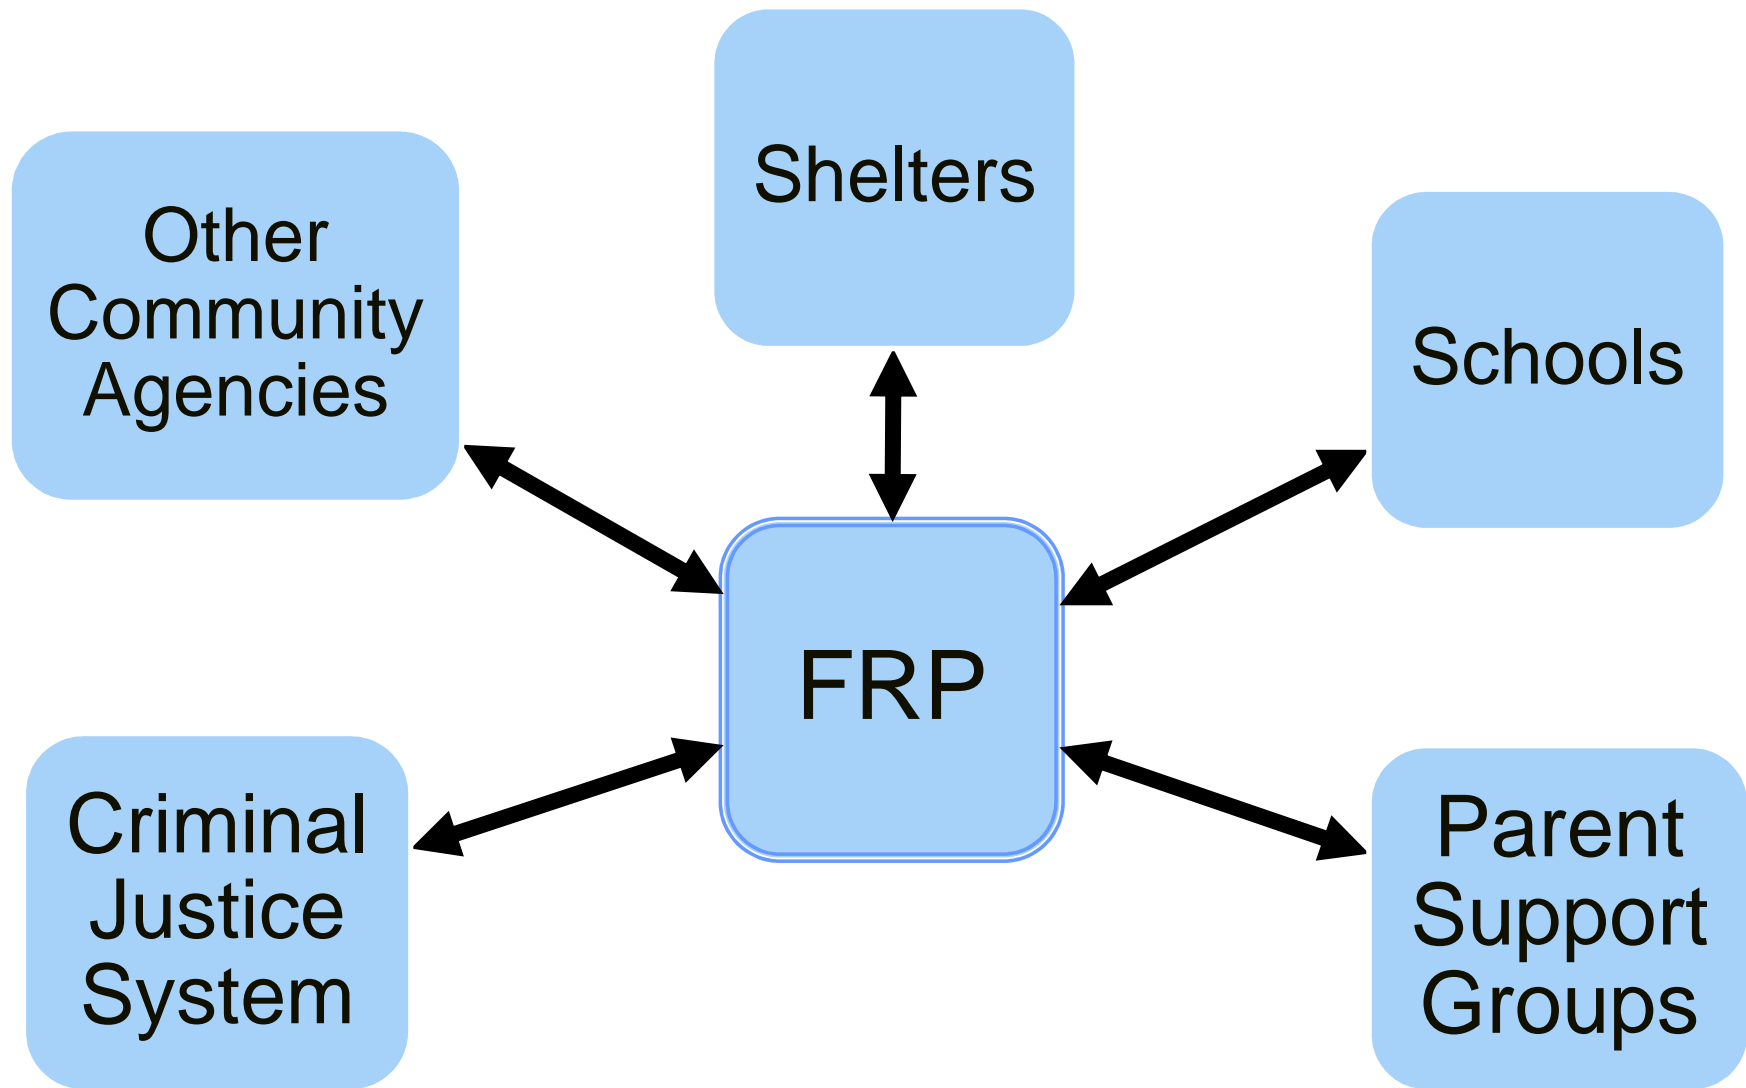 Shelters
Other
Community
Agencies
Schools
FRP
Criminal
Justice
System
Parent
Support
Groups